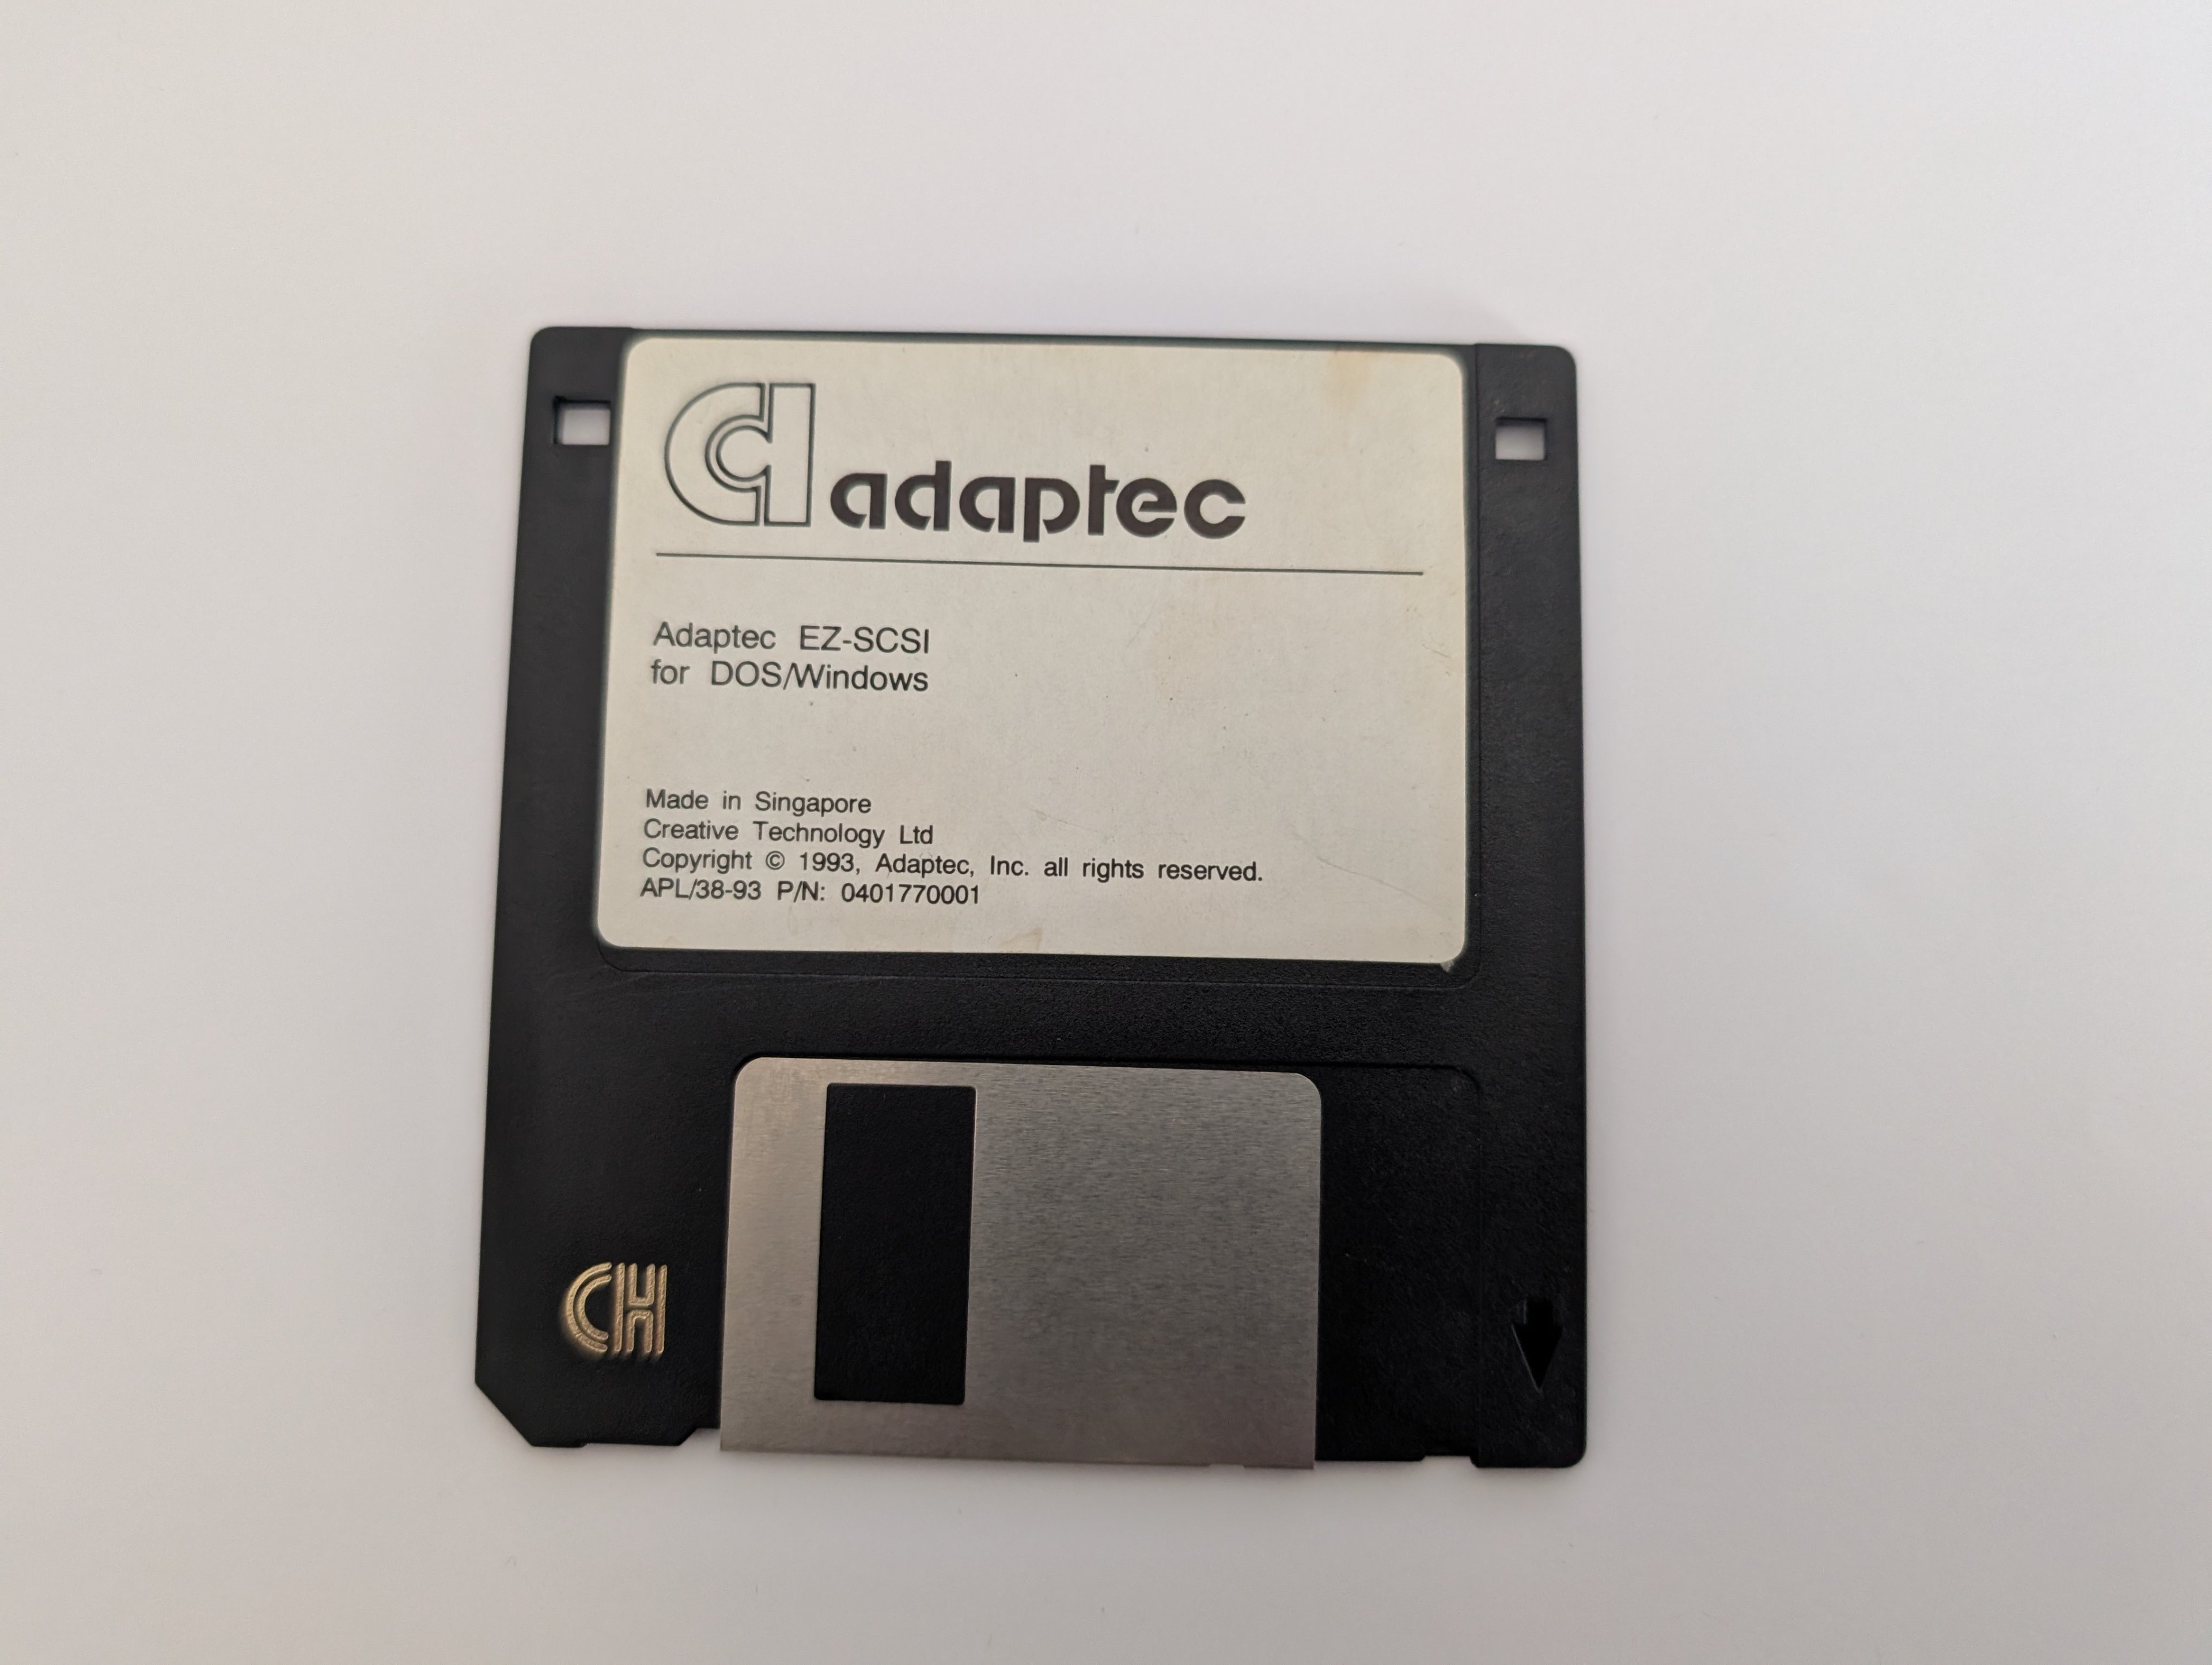 adaptec
Adaptec EZ-SCSI
for DOS/Windows
Made in Singapore
Creative Technology Ltd
Copyright © 1993, Adaptec, Inc. all rights reserved.
APL/38-93 P/N: 0401770001
CH